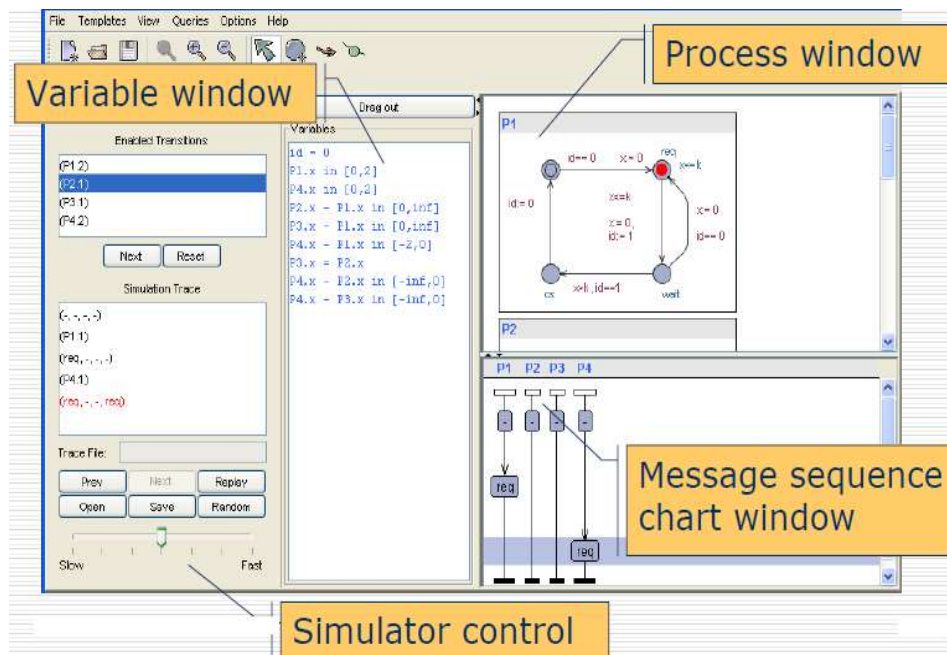 File Templates View Queries Options Help
Variable window
Process window
Drag out
Enabled Transitions
(P1.2)
(P2.1)
(P3.1)
(P4.2)
Next Reset
Simulation Trace
(-, -, -, -)
(P1.1)
(req, -, -, -)
(P4.1)
(req, -, -, req)
Trace File:
Prev Next Replay
Open Save Random
Slow Fast
Variables
id = 0
P1.x in [0,2]
P4.x in [0,2]
P2.x - P1.x in [0,inf]
P3.x - P1.x in [0,inf]
P4.x - P1.x in [-2,0]
P3.x = P2.x
P4.x - P2.x in [-inf,0]
P4.x - P3.x in [-inf,0]
P1
id== 0 x:= 0 req
x<=k
id:= 0
x<=k
x:= 0,
id:=1
x:= 0
id==0
cs x>k,id==1 wait
P2
P1 P2 P3 P4
- - - -
req
req
Message sequence
chart window
Simulator control